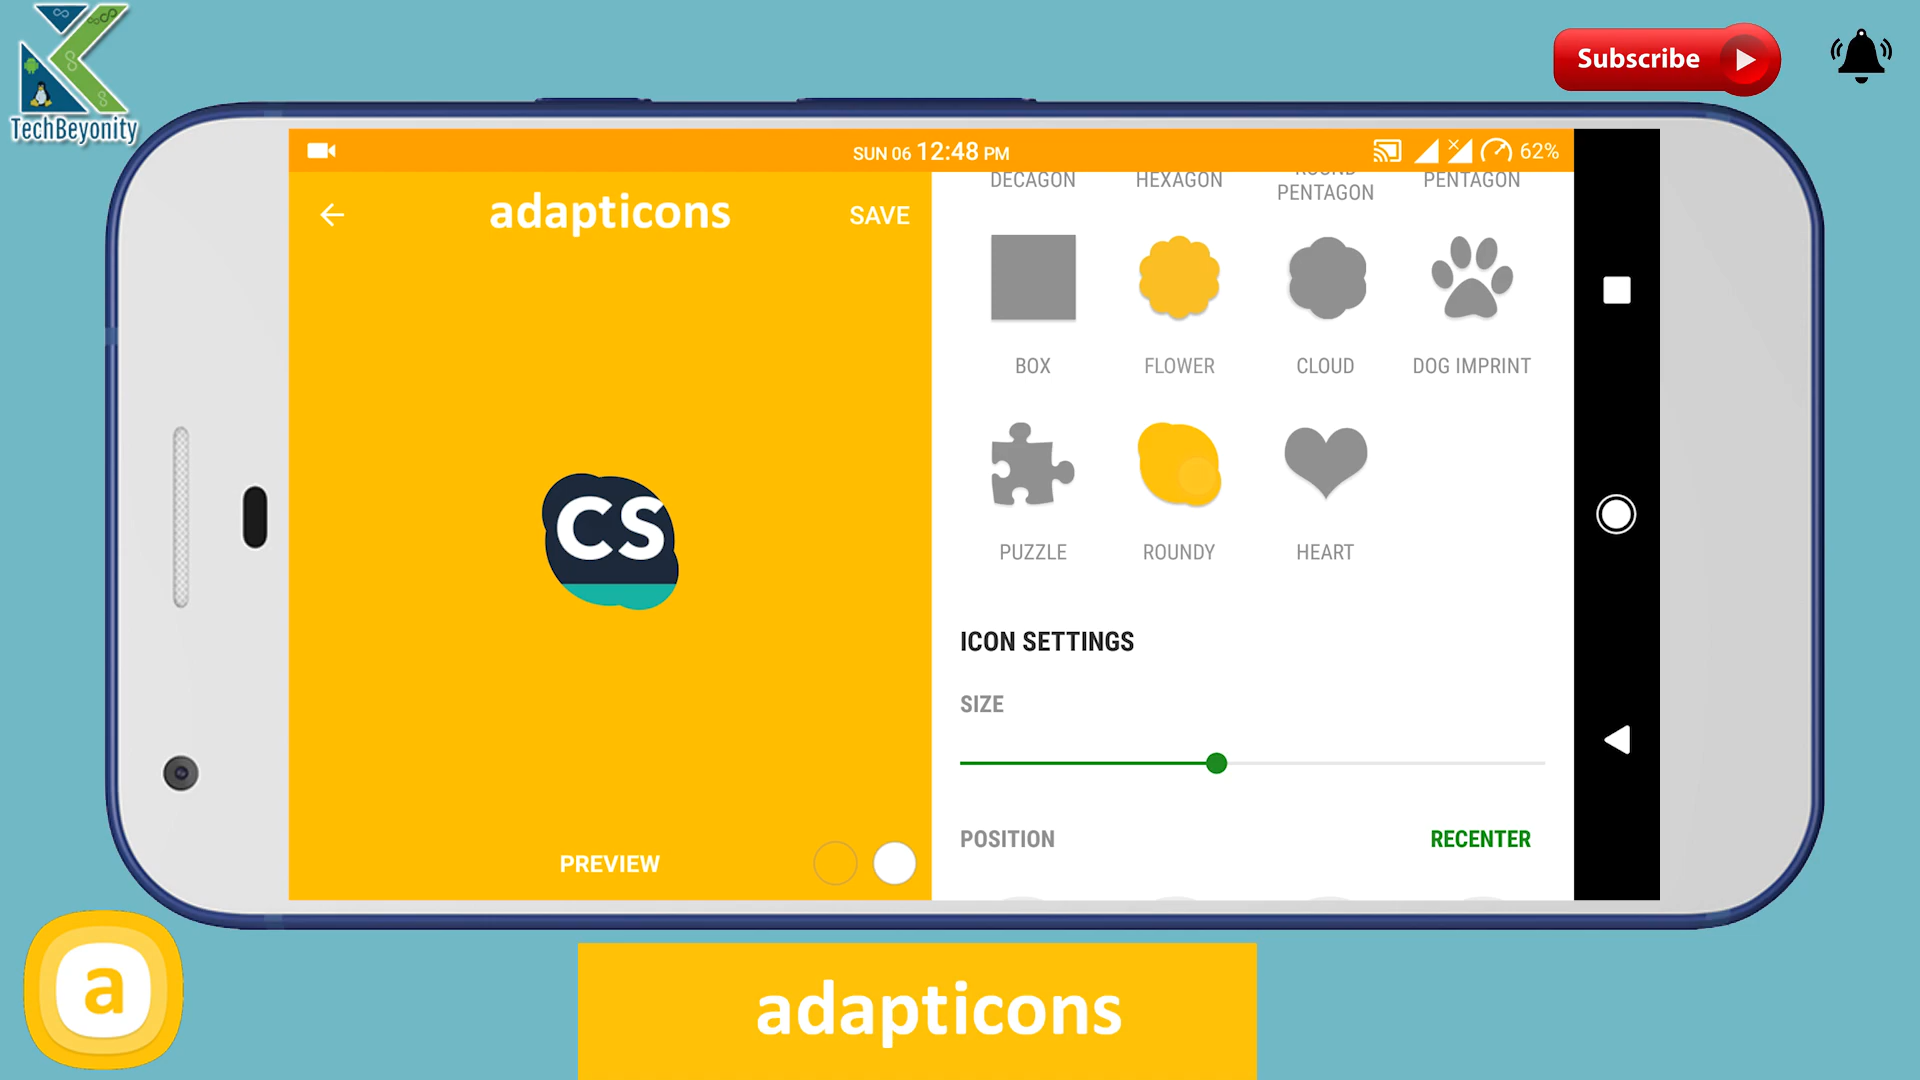 TechBeyonity
Subscribe
SUN 06 12:48 PM
62%
adapticons
SAVE
DECAGON
HEXAGON
ROUND
PENTAGON
PENTAGON
BOX
FLOWER
CLOUD
DOG IMPRINT
PUZZLE
ROUNDY
HEART
CS
ICON SETTINGS
SIZE
POSITION
RECENTER
PREVIEW
a
adapticons